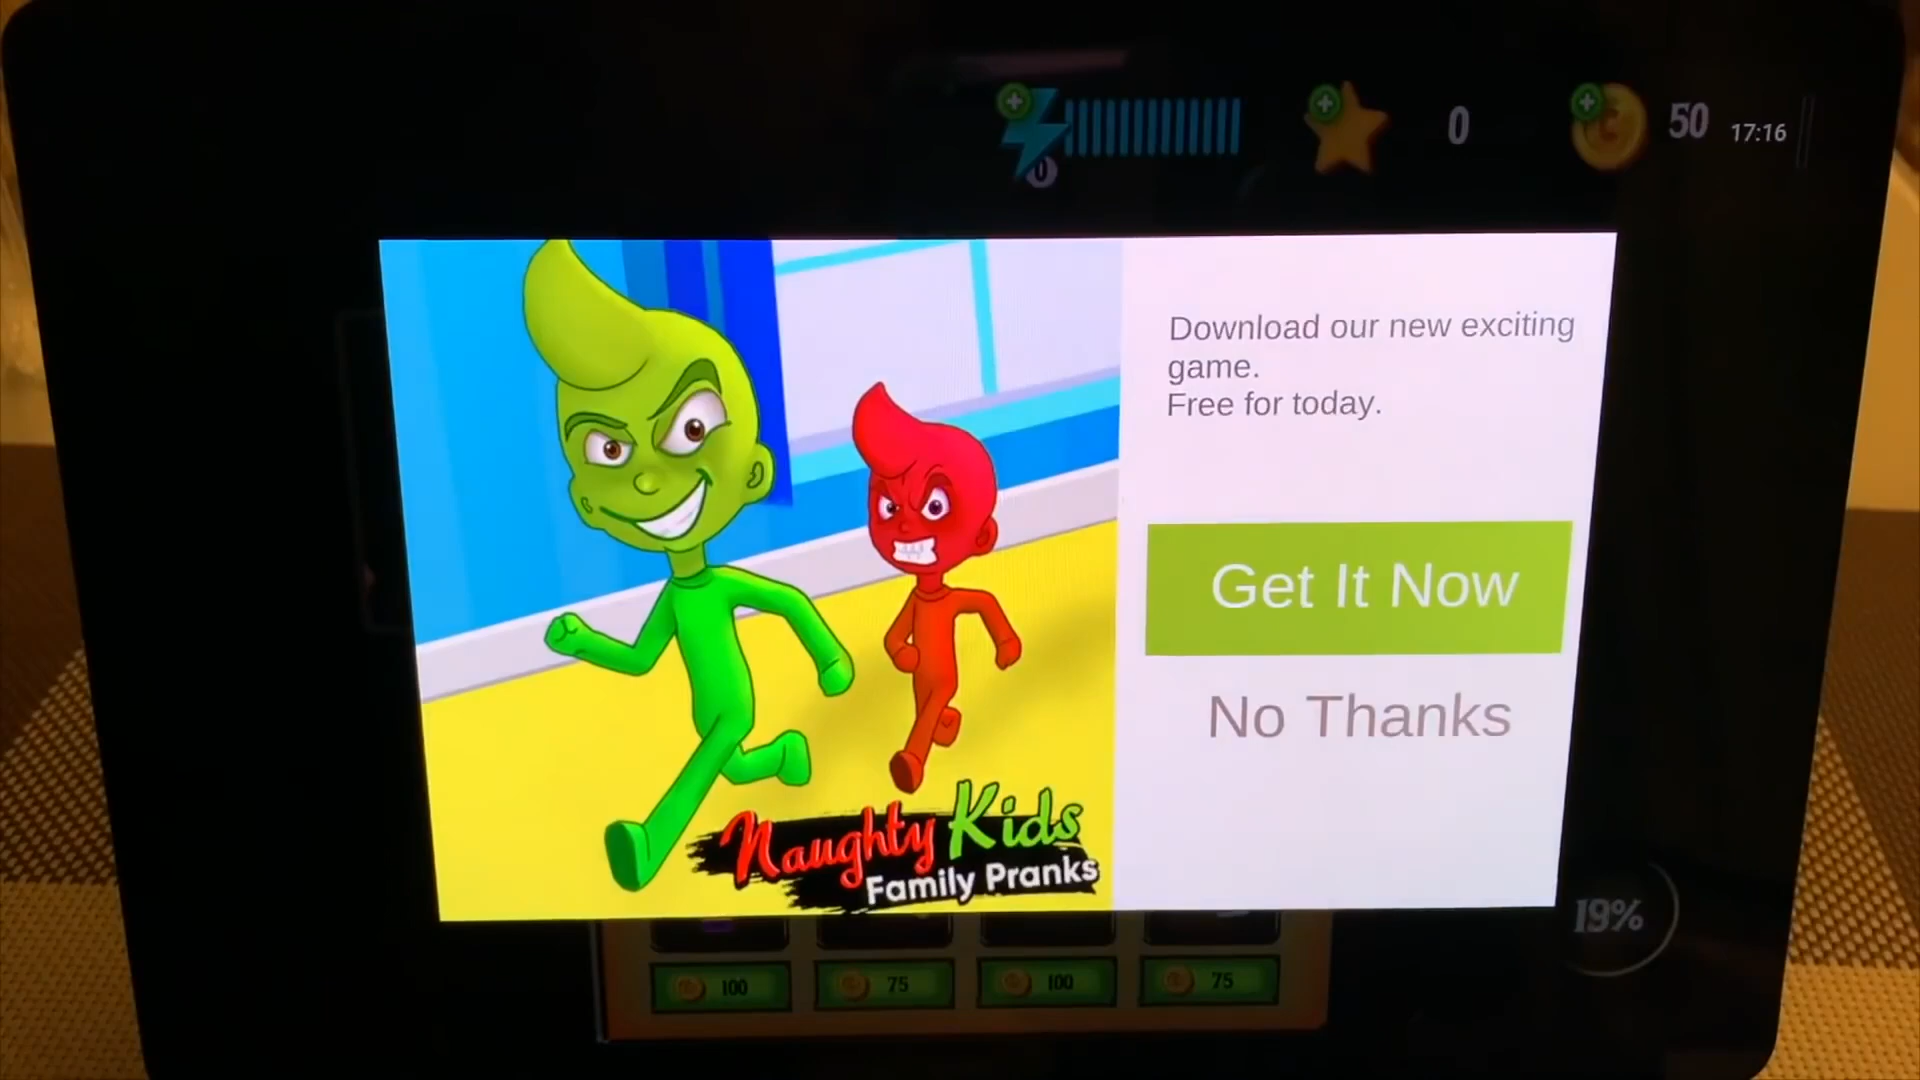 0
0
50
17:16
Download our new exciting
game.
Free for today.
Get It Now
No Thanks
Naughty Kids
Family Pranks
19%
100
75
100
75